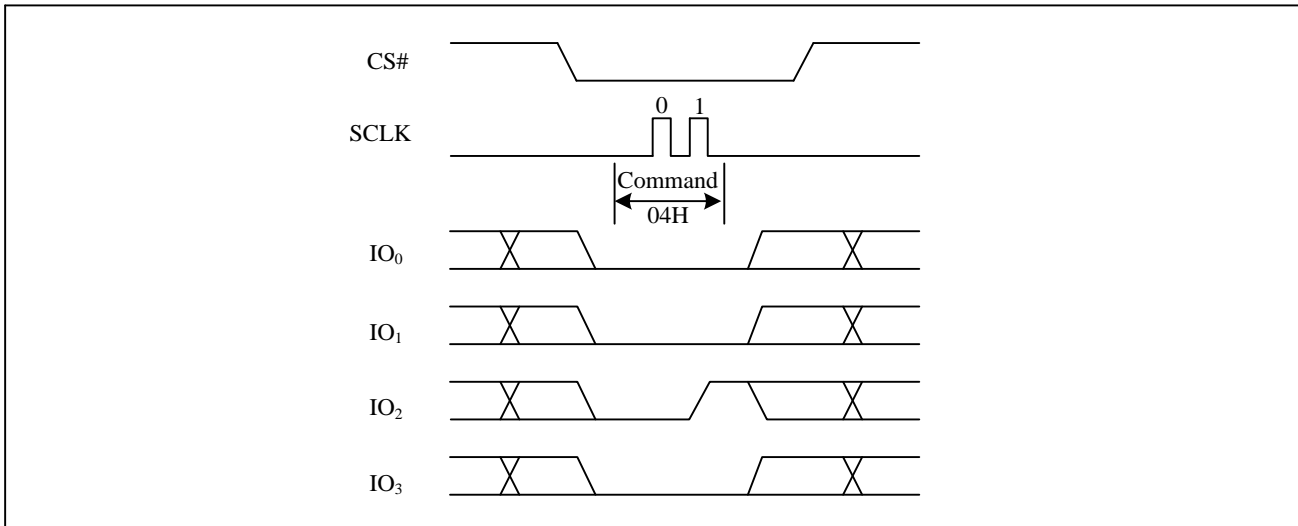 CS#
0 1
SCLK
Command
04H
IO₀
IO₁
IO₂
IO₃